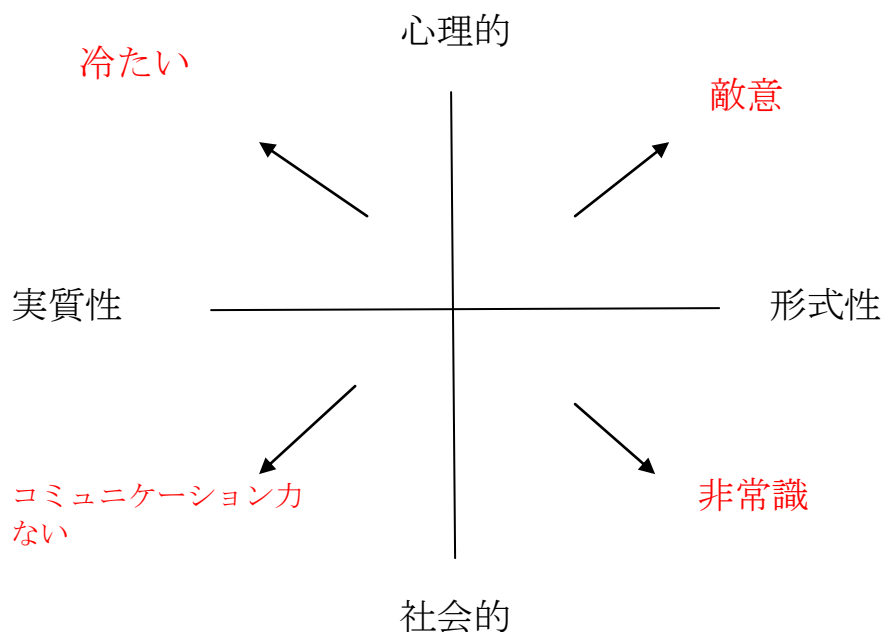 心理的
冷たい
敵意
実質性
形式性
コミュニケーション力
ない
非常識
社会的